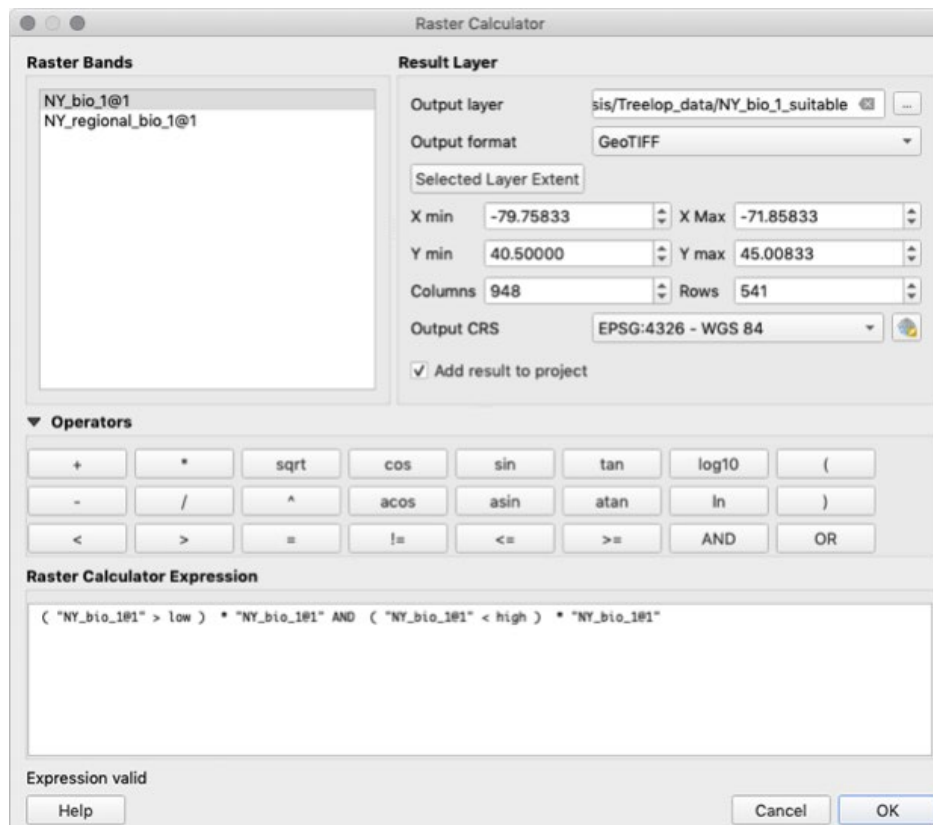 Raster Calculator
Raster Bands
NY_bio_1@1
NY_regional_bio_1@1
Result Layer
Output layer sis/Treelop_data/NY_bio_1_suitable ...
Output format GeoTIFF
Selected Layer Extent
X min -79.75833 X Max -71.85833
Y min 40.50000 Y max 45.00833
Columns 948 Rows 541
Output CRS EPSG:4326 - WGS 84
Add result to project
Operators
+ * sqrt cos sin tan log10 (
- / ^ acos asin atan ln )
< > = != <= >= AND OR
Raster Calculator Expression
( "NY_bio_1@1" > low ) * "NY_bio_1@1" AND ( "NY_bio_1@1" < high ) * "NY_bio_1@1"
Expression valid
Help Cancel OK